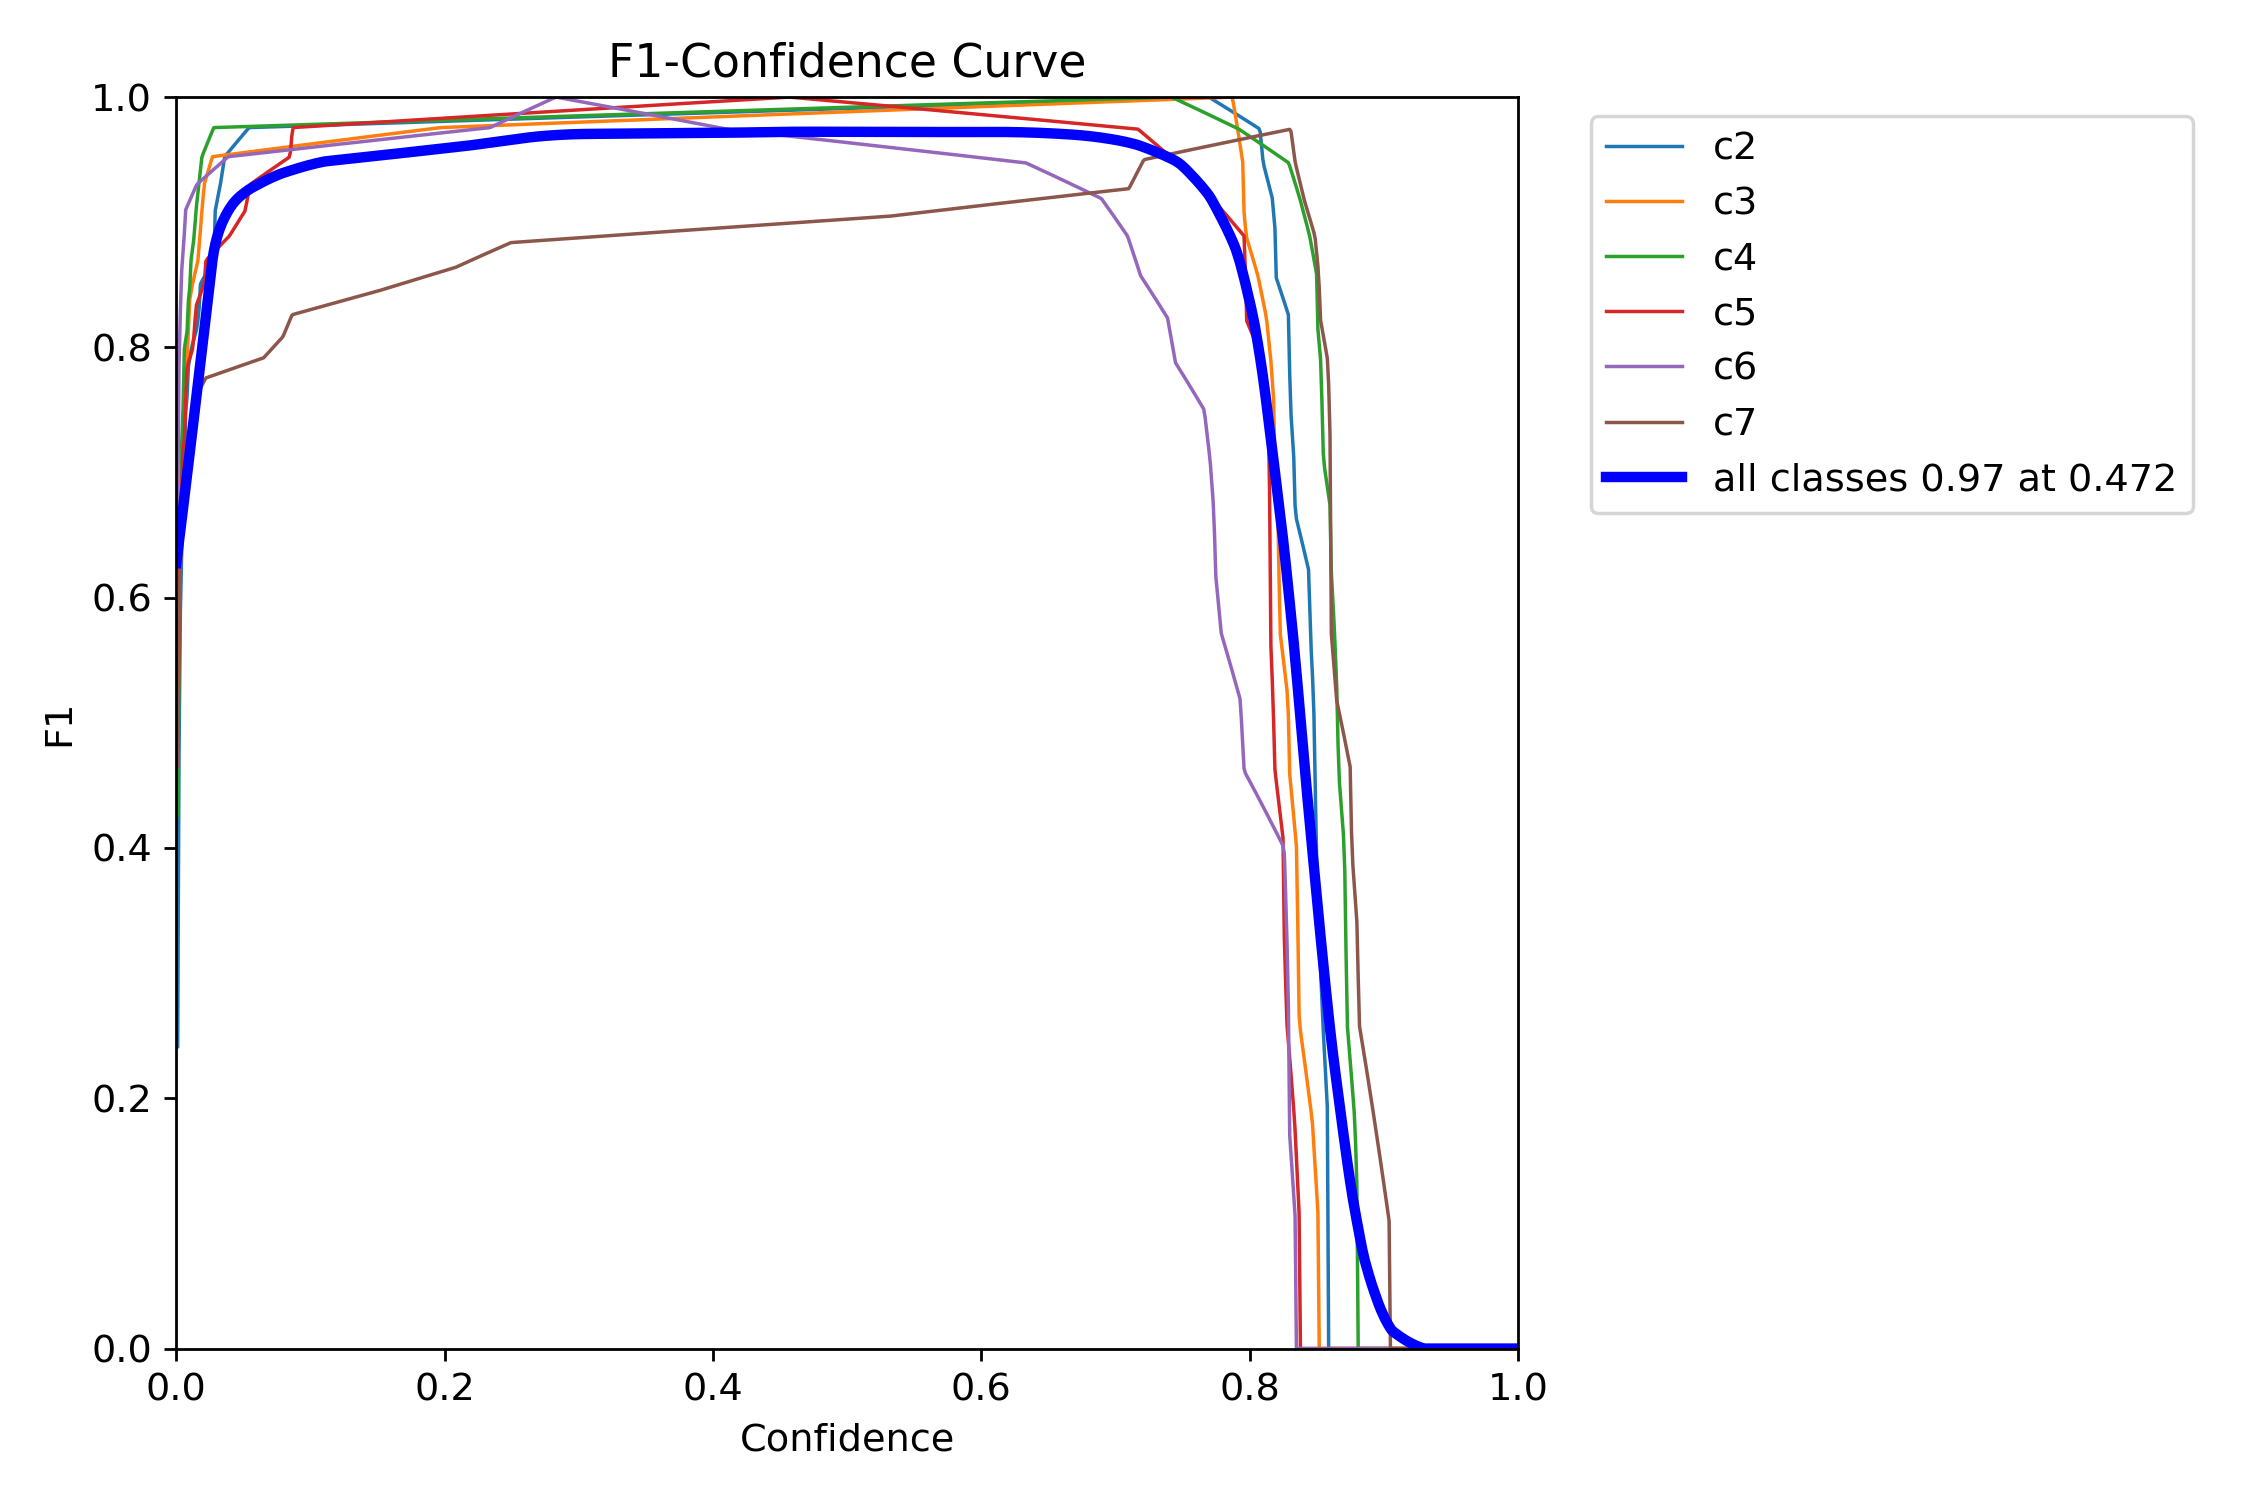 F1-Confidence Curve
1.0
0.8
0.6
0.4
0.2
0.0
F1
0.0 0.2 0.4 0.6 0.8 1.0
Confidence
c2
c3
c4
c5
c6
c7
all classes 0.97 at 0.472